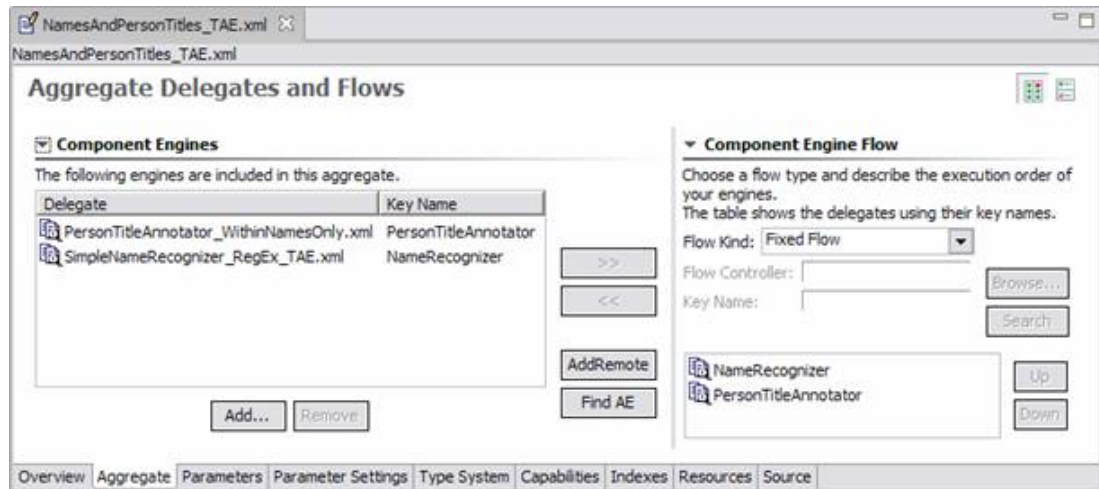 NamesAndPersonTitles_TAE.xml
NamesAndPersonTitles_TAE.xml
Aggregate Delegates and Flows
Component Engines
The following engines are included in this aggregate.
Delegate Key Name
PersonTitleAnnotator_WithinNamesOnly.xml PersonTitleAnnotator
SimpleNameRecognizer_RegEx_TAE.xml NameRecognizer
>>
<<
AddRemote
Find AE
Add... Remove
Component Engine Flow
Choose a flow type and describe the execution order of
your engines.
The table shows the delegates using their key names.
Flow Kind: Fixed Flow
Flow Controller:
Browse...
Key Name:
Search
NameRecognizer
PersonTitleAnnotator
Up
Down
Overview Aggregate Parameters Parameter Settings Type System Capabilities Indexes Resources Source